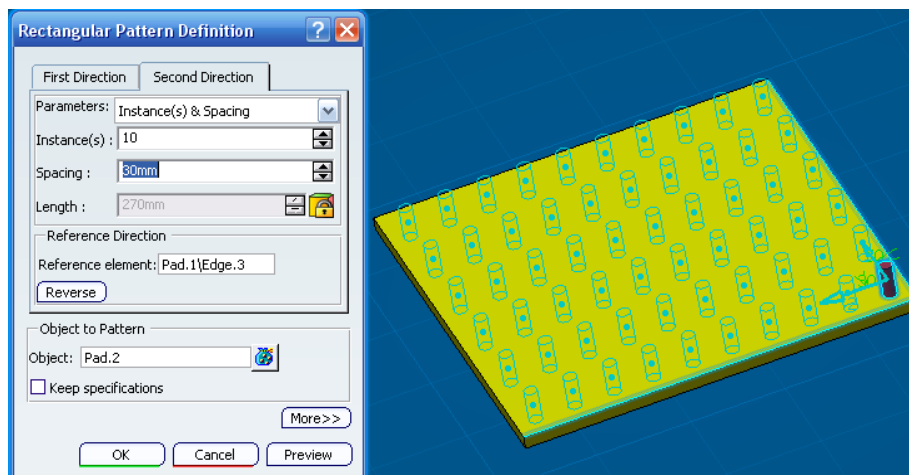 Rectangular Pattern Definition
First Direction Second Direction
Parameters: Instance(s) & Spacing
Instance(s) : 10
Spacing : 30mm
Length : 270mm
Reference Direction
Reference element: Pad.1\Edge.3
Reverse
Object to Pattern
Object: Pad.2
Keep specifications
More>>
OK Cancel Preview